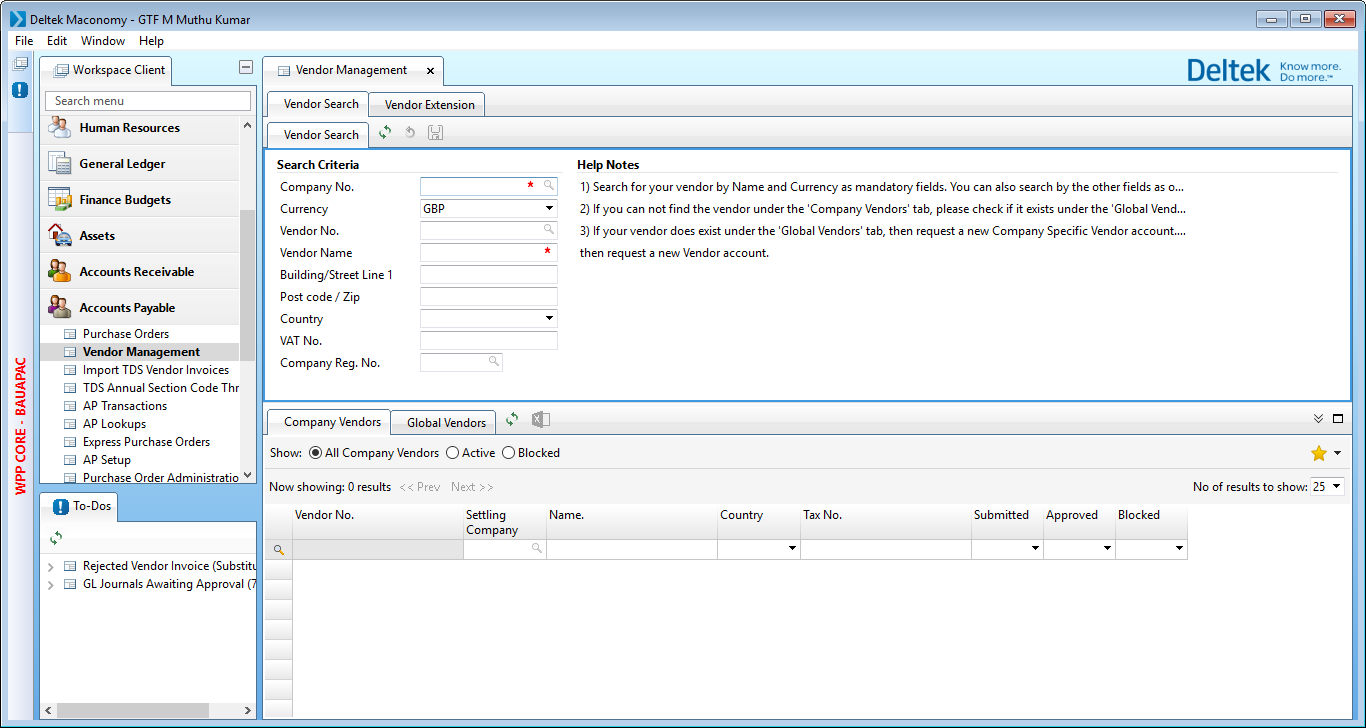 Deltek Maconomy - GTF M Muthu Kumar
File Edit Window Help
Workspace Client
Search menu
Human Resources
General Ledger
Finance Budgets
Assets
Accounts Receivable
Accounts Payable
Purchase Orders
Vendor Management
Import TDS Vendor Invoices
TDS Annual Section Code Thr
AP Transactions
AP Lookups
Express Purchase Orders
AP Setup
Purchase Order Administratio
WPP CORE - BAUAPAC
To-Dos
Rejected Vendor Invoice (Substitu
GL Journals Awaiting Approval (7
Vendor Management
Deltek Know more.
Do more.™
Vendor Search Vendor Extension
Vendor Search
Search Criteria
Company No. *
Currency GBP
Vendor No.
Vendor Name *
Building/Street Line 1
Post code / Zip
Country
VAT No.
Company Reg. No.
Help Notes
1) Search for your vendor by Name and Currency as mandatory fields. You can also search by the other fields as o...
2) If you can not find the vendor under the 'Company Vendors' tab, please check if it exists under the 'Global Vend...
3) If your vendor does exist under the 'Global Vendors' tab, then request a new Company Specific Vendor account....
then request a new Vendor account.
Company Vendors Global Vendors
Show: All Company Vendors Active Blocked
Now showing: 0 results << Prev Next >> No of results to show: 25
Vendor No. Settling Company Name. Country Tax No. Submitted Approved Blocked